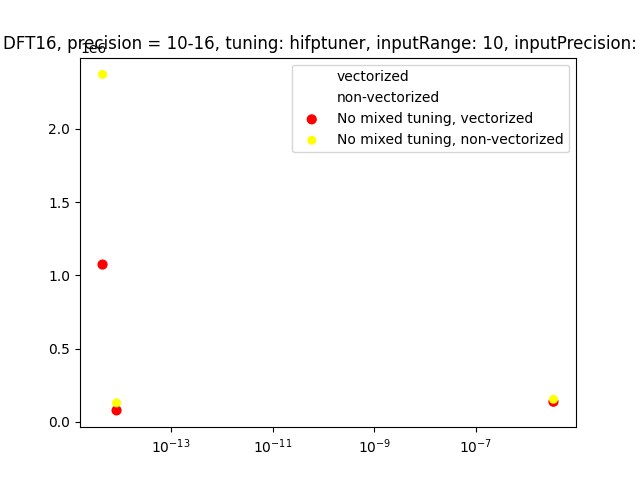 DFT16, precision = 10-16, tuning: hifptuner, inputRange: 10, inputPrecision:
1e6
vectorized
non-vectorized
No mixed tuning, vectorized
No mixed tuning, non-vectorized
2.0
1.5
1.0
0.5
0.0
10⁻¹³ 10⁻¹¹ 10⁻⁹ 10⁻⁷